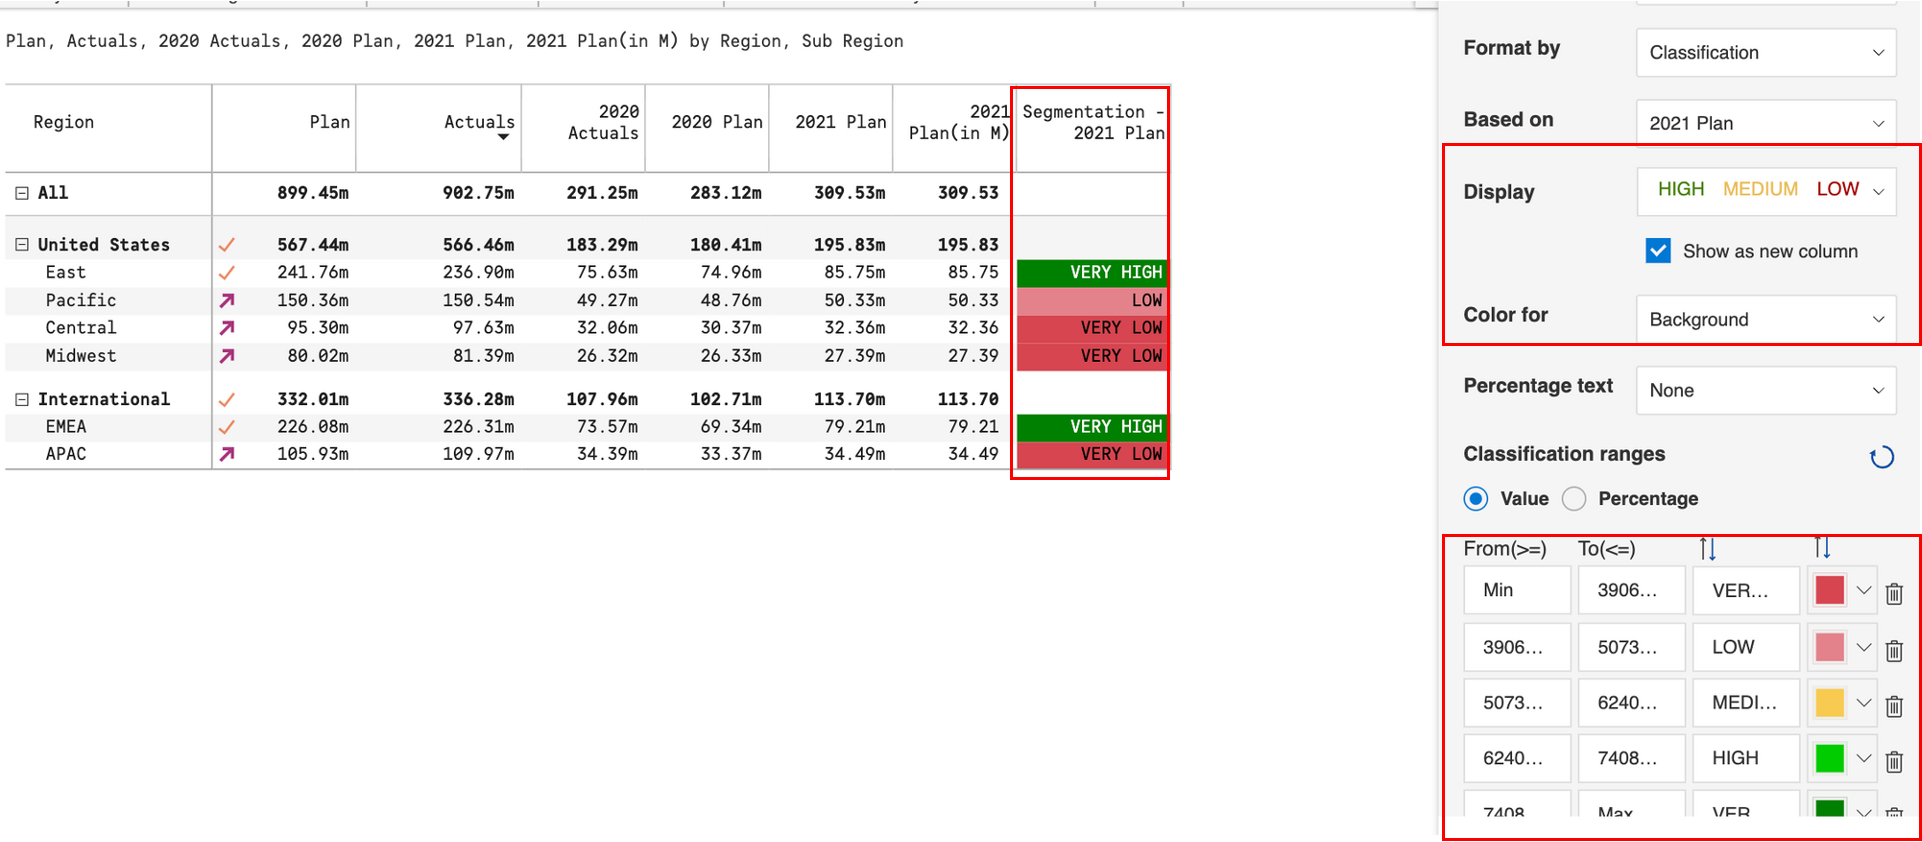 Plan, Actuals, 2020 Actuals, 2020 Plan, 2021 Plan, 2021 Plan(in M) by Region, Sub Region
Region Plan Actuals 2020 Actuals 2020 Plan 2021 Plan 2021 Plan(in M) Segmentation - 2021 Plan
All 899.45m 902.75m 291.25m 283.12m 309.53m 309.53
United States 567.44m 566.46m 183.29m 180.41m 195.83m 195.83
East 241.76m 236.90m 75.63m 74.96m 85.75m 85.75 VERY HIGH
Pacific 150.36m 150.54m 49.27m 48.76m 50.33m 50.33 LOW
Central 95.30m 97.63m 32.06m 30.37m 32.36m 32.36 VERY LOW
Midwest 80.02m 81.39m 26.32m 26.33m 27.39m 27.39 VERY LOW
International 332.01m 336.28m 107.96m 102.71m 113.70m 113.70
EMEA 226.08m 226.31m 73.57m 69.34m 79.21m 79.21 VERY HIGH
APAC 105.93m 109.97m 34.39m 33.37m 34.49m 34.49 VERY LOW
Format by Classification
Based on 2021 Plan
Display HIGH MEDIUM LOW
Show as new column
Color for Background
Percentage text None
Classification ranges
Value Percentage
From(>=) To(<=)
Min 3906... VER...
3906... 5073... LOW
5073... 6240... MEDI...
6240... 7408... HIGH
7408 Max VER